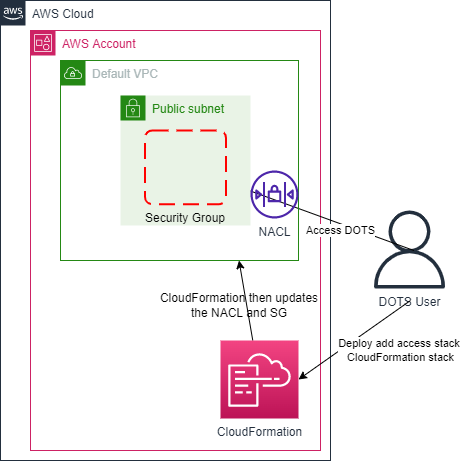 aws
AWS Cloud
AWS Account
Default VPC
Public subnet
Security Group
NACL
Access DOTS
DOTS User
CloudFormation then updates
the NACL and SG
Deploy add access stack
CloudFormation stack
CloudFormation